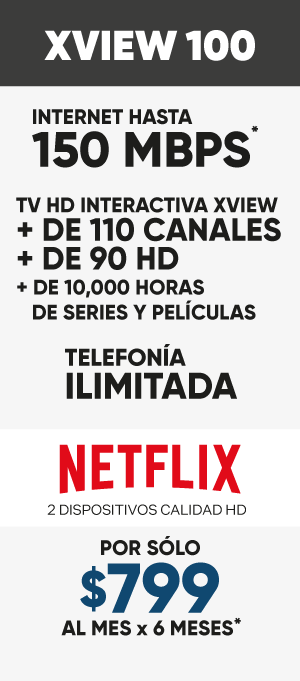 XVIEW 100
INTERNET HASTA
150 MBPS*
TV HD INTERACTIVA XVIEW
+ DE 110 CANALES
+ DE 90 HD
+ DE 10,000 HORAS
DE SERIES Y PELÍCULAS
TELEFONÍA
ILIMITADA
NETFLIX
2 DISPOSITIVOS CALIDAD HD
POR SÓLO
$799
AL MES x 6 MESES*